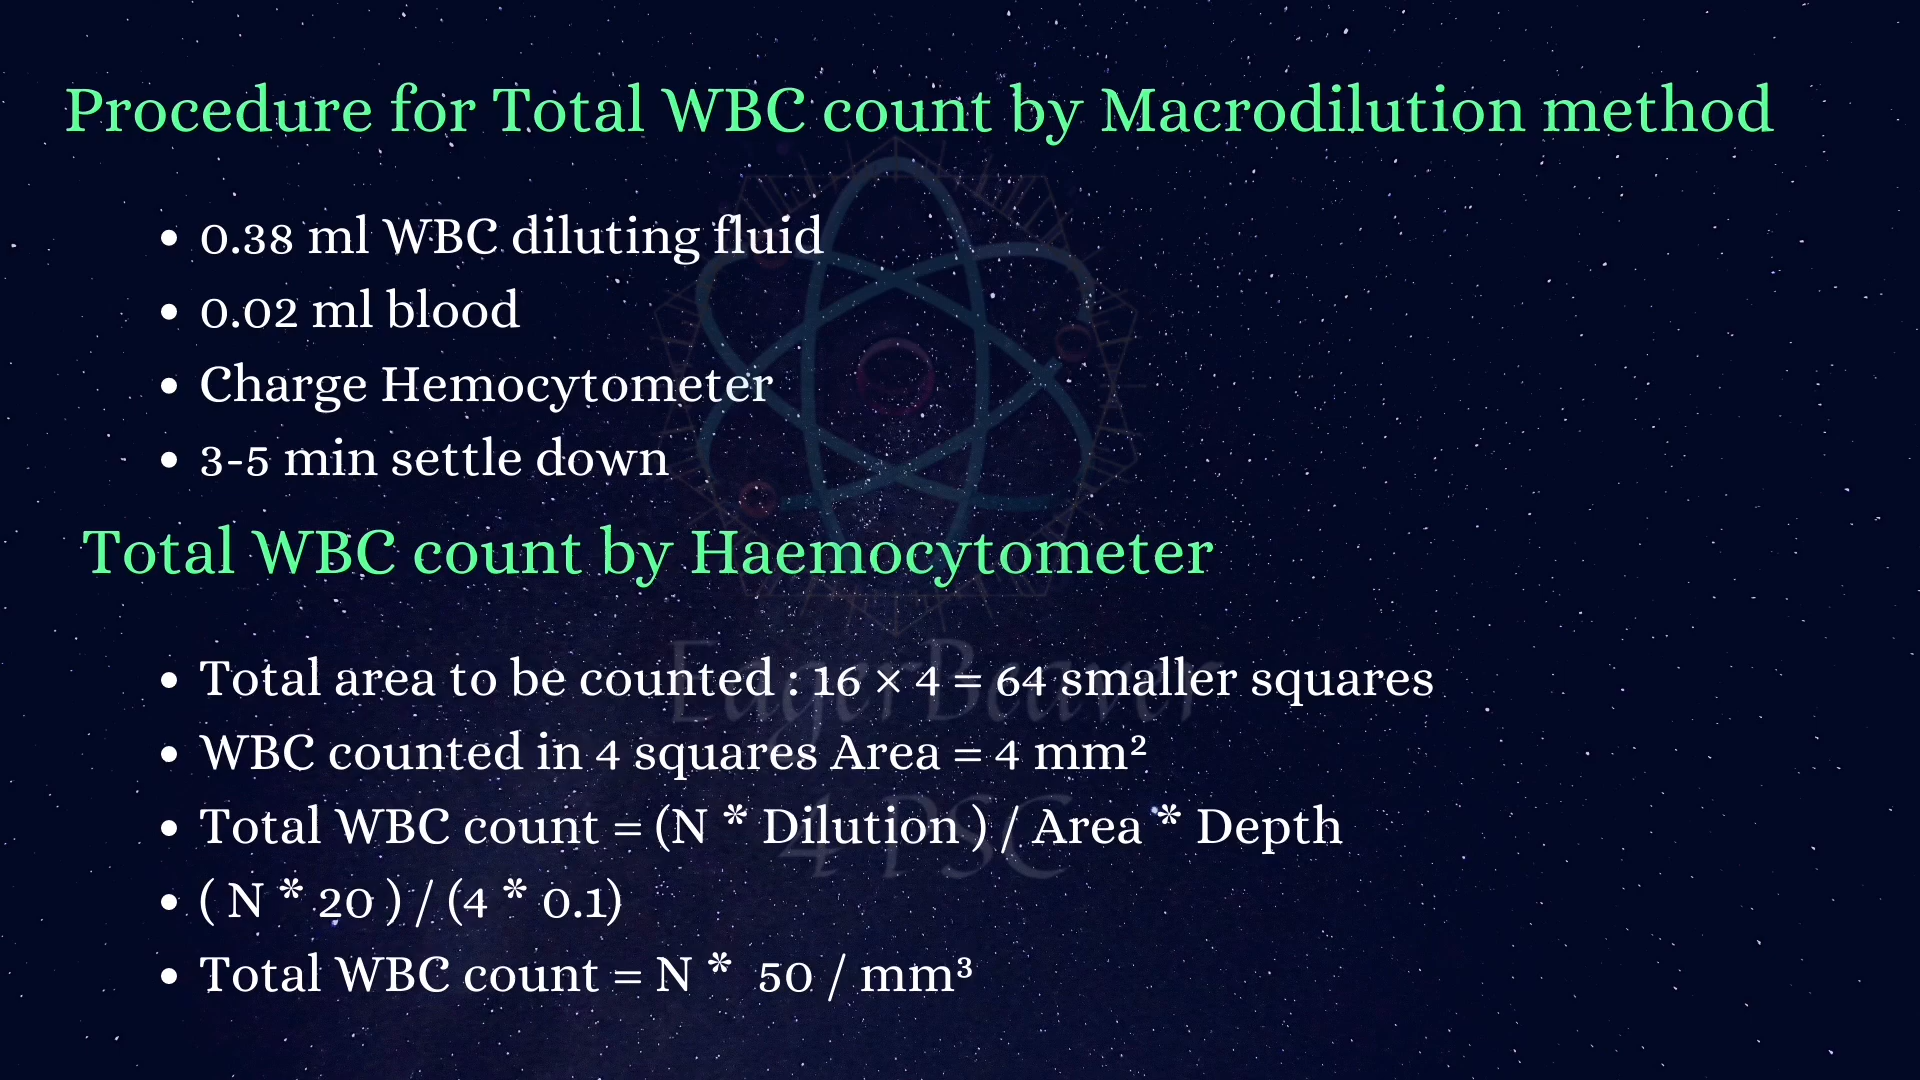 Procedure for Total WBC count by Macrodilution method
• 0.38 ml WBC diluting fluid
• 0.02 ml blood
• Charge Hemocytometer
• 3-5 min settle down
Total WBC count by Haemocytometer
• Total area to be counted : 16 × 4 = 64 smaller squares
• WBC counted in 4 squares Area = 4 mm²
• Total WBC count = (N * Dilution ) / Area * Depth
• ( N * 20 ) / (4 * 0.1)
• Total WBC count = N * 50 / mm³
EagerBeaver
4 PSC